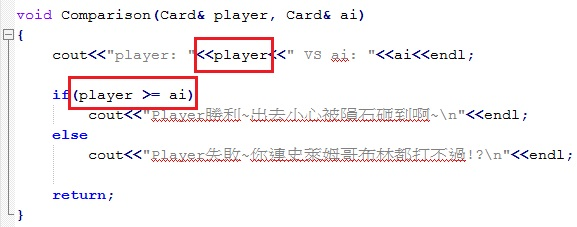 void Comparison(Card& player, Card& ai)
{
cout<<"player: "<<player<<" VS ai: "<<ai<<endl;
if(player >= ai)
cout<<"Player勝利~出去小心被隕石砸到啊~\n"<<endl;
else
cout<<"Player失敗~你連史萊姆哥布林都打不過!?\n"<<endl;
return;
}